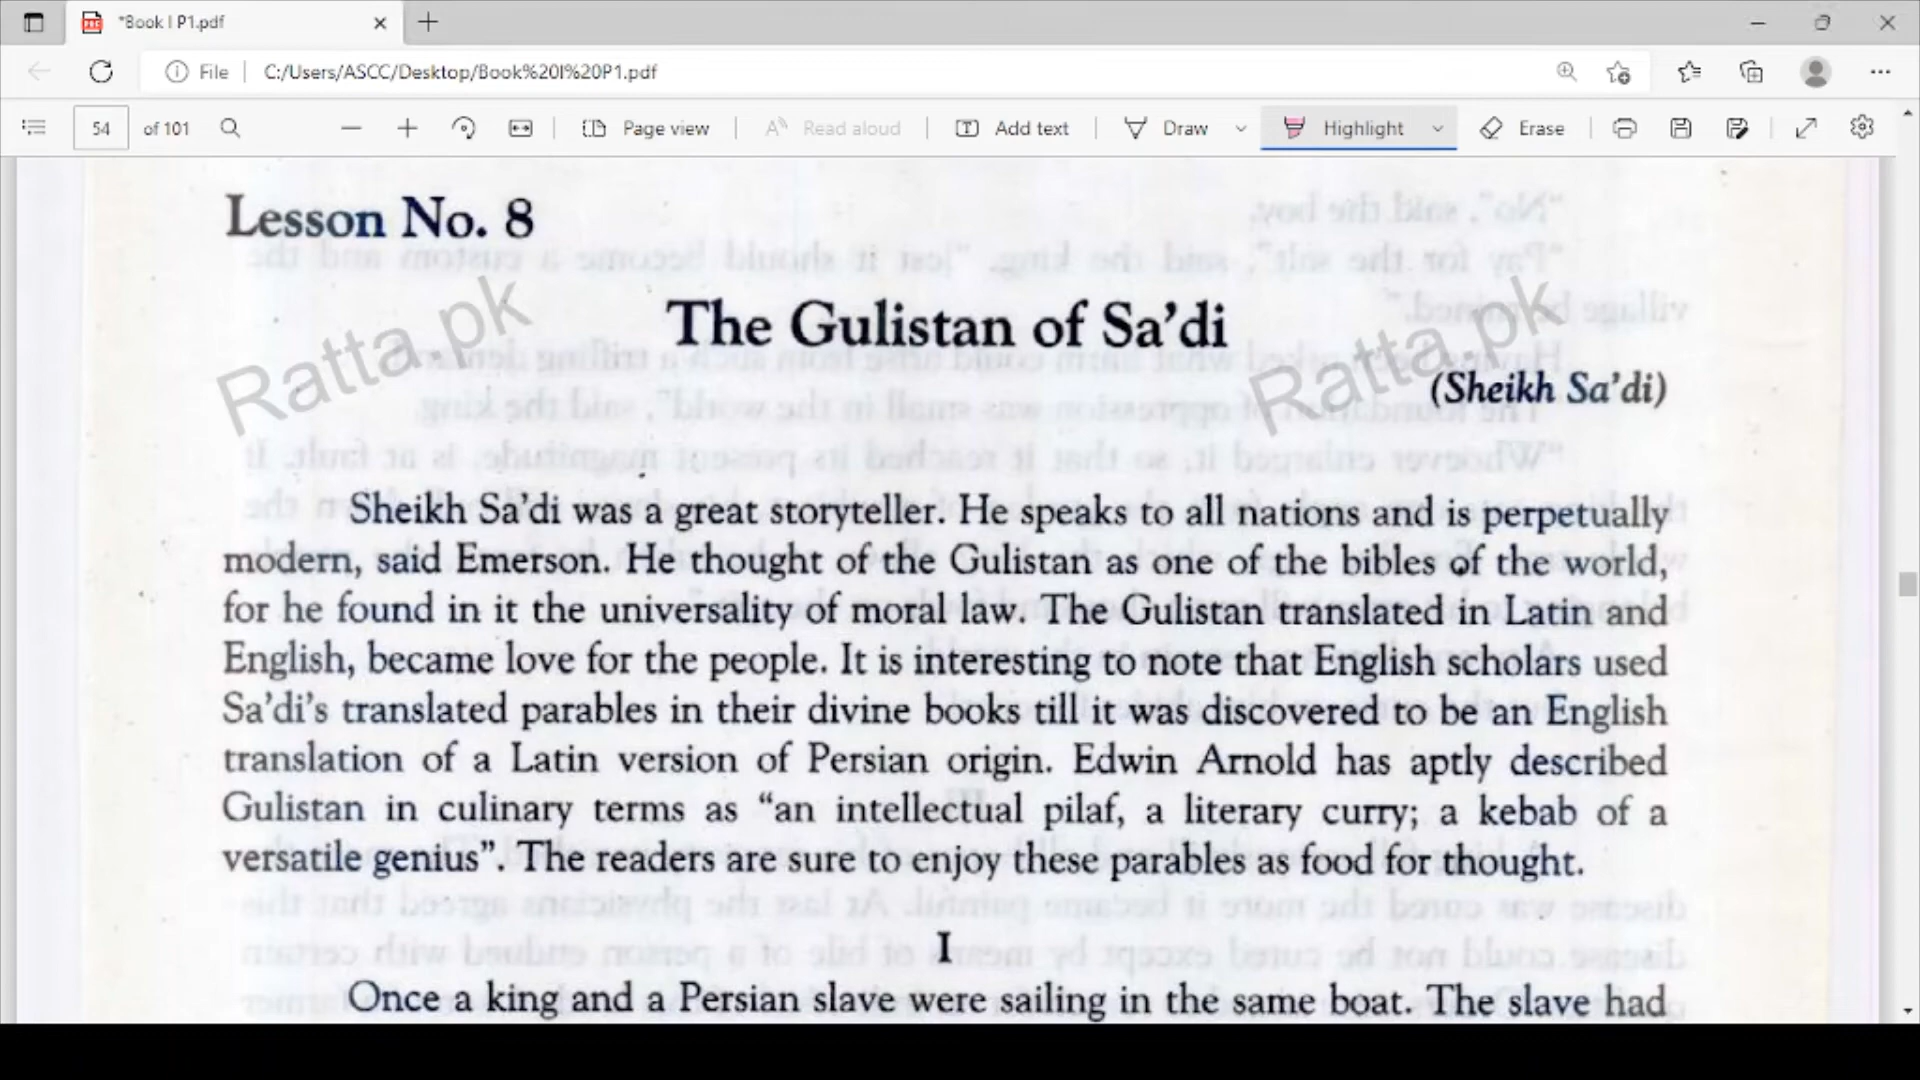 *Book I P1.pdf
File
C:/Users/ASCC/Desktop/Book%20I%20P1.pdf
54 of 101
Page view
Read aloud
Add text
Draw
Highlight
Erase
Lesson No. 8
The Gulistan of Sa'di
(Sheikh Sa'di)
Ratta.pk
Ratta.pk
Sheikh Sa'di was a great storyteller. He speaks to all nations and is perpetually
modern, said Emerson. He thought of the Gulistan as one of the bibles of the world,
for he found in it the universality of moral law. The Gulistan translated in Latin and
English, became love for the people. It is interesting to note that English scholars used
Sa'di's translated parables in their divine books till it was discovered to be an English
translation of a Latin version of Persian origin. Edwin Arnold has aptly described
Gulistan in culinary terms as “an intellectual pilaf, a literary curry; a kebab of a
versatile genius”. The readers are sure to enjoy these parables as food for thought.
I
Once a king and a Persian slave were sailing in the same boat. The slave had